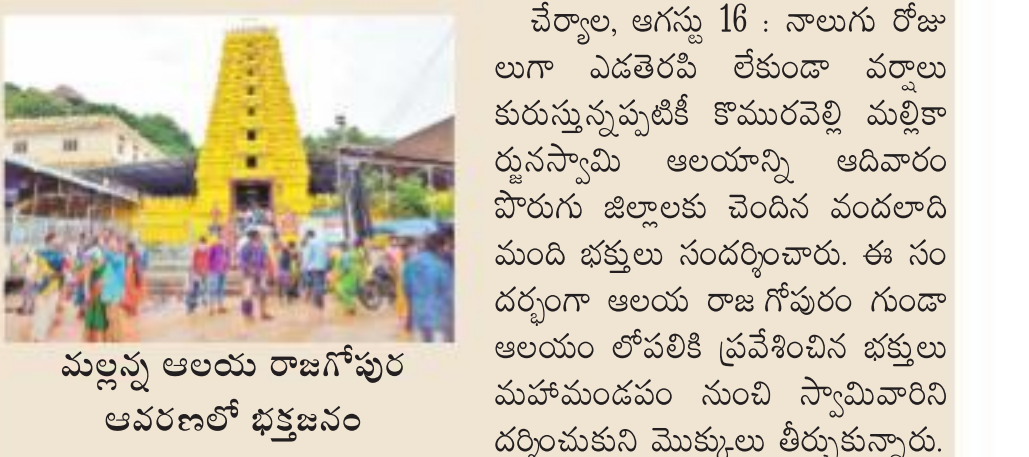 మల్లన్న ఆలయ రాజగోపుర
ఆవరణలో భక్తజనం
చేర్యాల, ఆగస్టు 16 : నాలుగు రోజు
లుగా ఎడతెరపి లేకుండా వర్షాలు
కురుస్తున్నప్పటికీ కొమురవెల్లి మల్లికా
ర్జునస్వామి ఆలయాన్ని ఆదివారం
పొరుగు జిల్లాలకు చెందిన వందలాది
మంది భక్తులు సందర్శించారు. ఈ సం
దర్భంగా ఆలయ రాజ గోపురం గుండా
ఆలయం లోపలికి ప్రవేశించిన భక్తులు
మహామండపం నుంచి స్వామివారిని
దర్శించుకుని మొక్కులు తీర్చుకున్నారు.